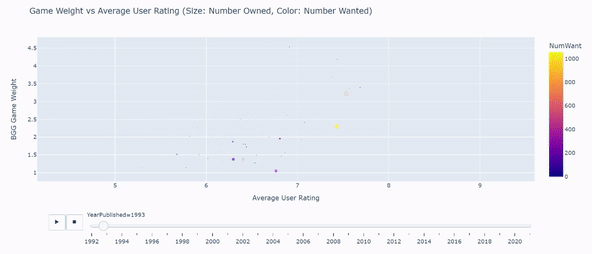 Game Weight vs Average User Rating (Size: Number Owned, Color: Number Wanted)
NumWant
4.5
4
3.5
3
2.5
2
1.5
1
BGG Game Weight
1000
800
600
400
200
0
5 6 7 8 9
Average User Rating
YearPublished=1993
1992 1994 1996 1998 2000 2002 2004 2006 2008 2010 2012 2014 2016 2018 2020